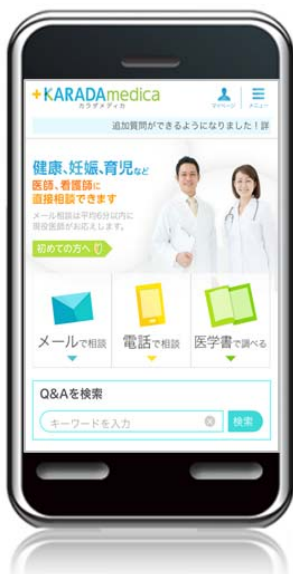 +KARADAmedica
カラダメディカ
マイページ
メニュー
追加質問ができるようになりました！詳
健康、妊娠、育児など
医師、看護師に
直接相談できます
メール相談は平均6分以内に
現役医師がお応えします。
初めての方へ
メールで相談
電話で相談
医学書で調べる
Q&Aを検索
キーワードを入力
検索